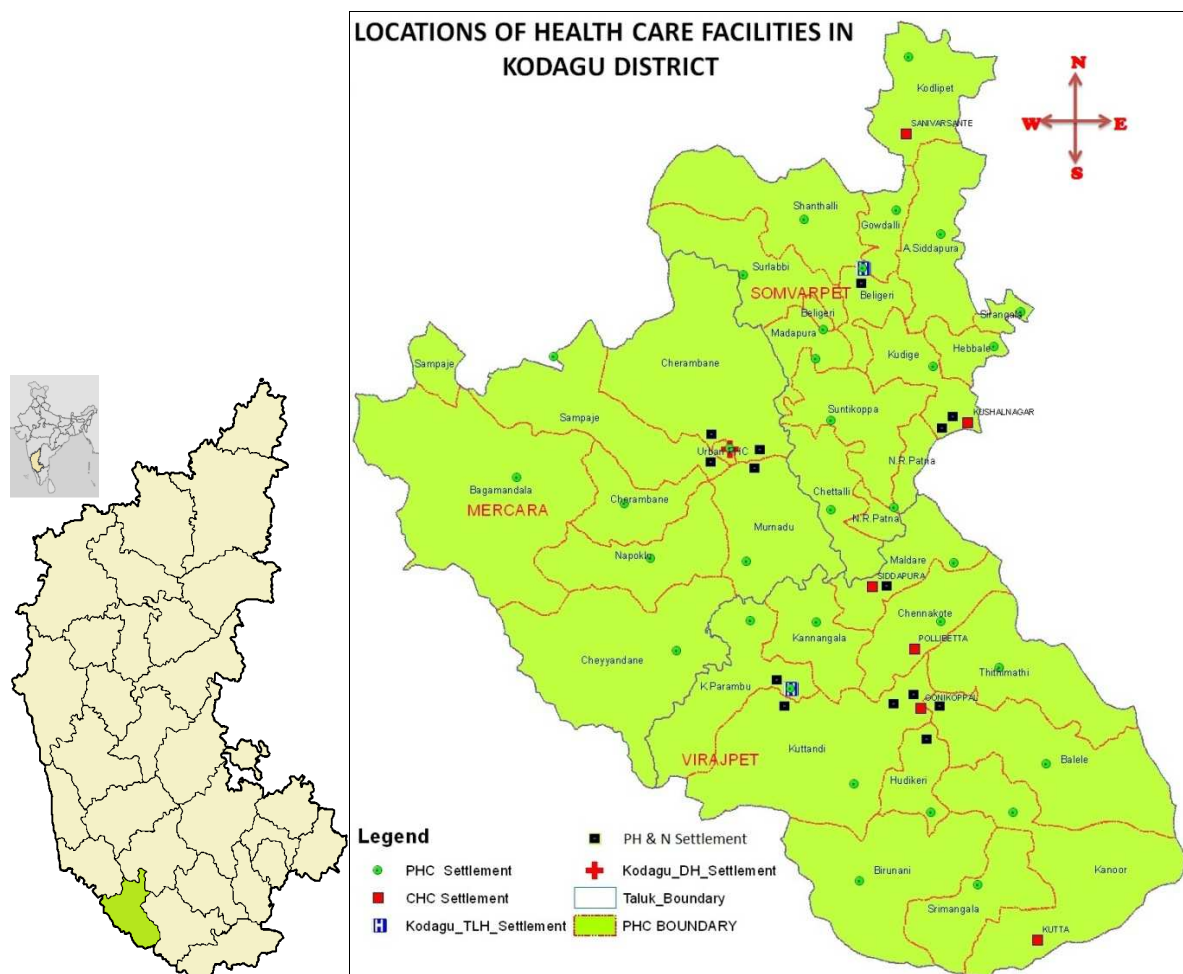 LOCATIONS OF HEALTH CARE FACILITIES IN
KODAGU DISTRICT
N
W
E
S
Kodlipet
SANIVARSANTE
Shanthalli
Gowdalli
A.Siddapura
Surlabbi
SOMVARPET
Beligeri
Beligeri
Madapura
Sirangala
Hebbale
Kudige
Sampaje
Cherambane
Sampaje
Suntikoppa
KUSHALNAGAR
Urban PHC
N.R.Patna
Bagamandala
MERCARA
Cherambane
Chettalli
N.R.Patna
Murnadu
Napoklu
Maldare
SIDDAPURA
Chennakote
Kannangala
POLLIBETTA
Cheyyandane
Thithimathi
K.Parambu
GONIKOPPAL
Kuttandi
VIRAJPET
Hudikeri
Balele
Birunani
Kanoor
Srimangala
KUTTA
Legend
PHC Settlement
CHC Settlement
H Kodagu_TLH_Settlement
PH & N Settlement
Kodagu_DH_Settlement
Taluk_Boundary
PHC BOUNDARY